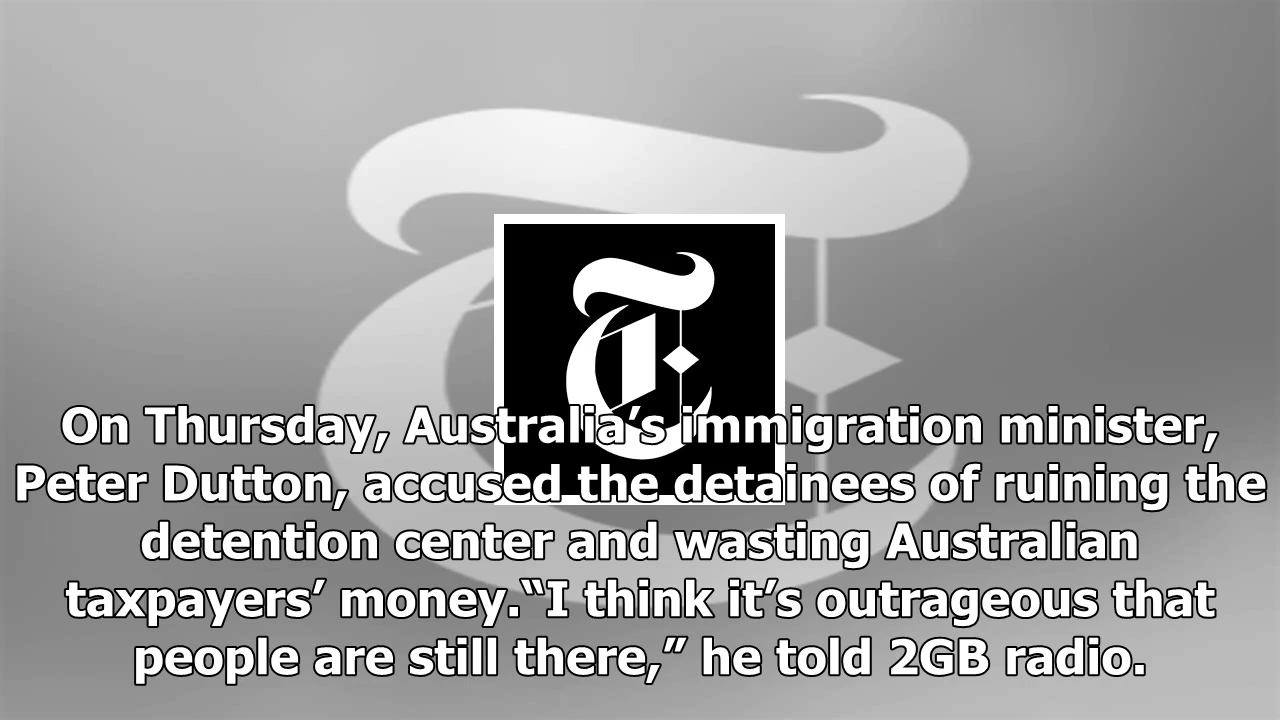 On Thursday, Australia’s immigration minister,
Peter Dutton, accused the detainees of ruining the
detention center and wasting Australian
taxpayers’ money.“I think it’s outrageous that
people are still there,” he told 2GB radio.